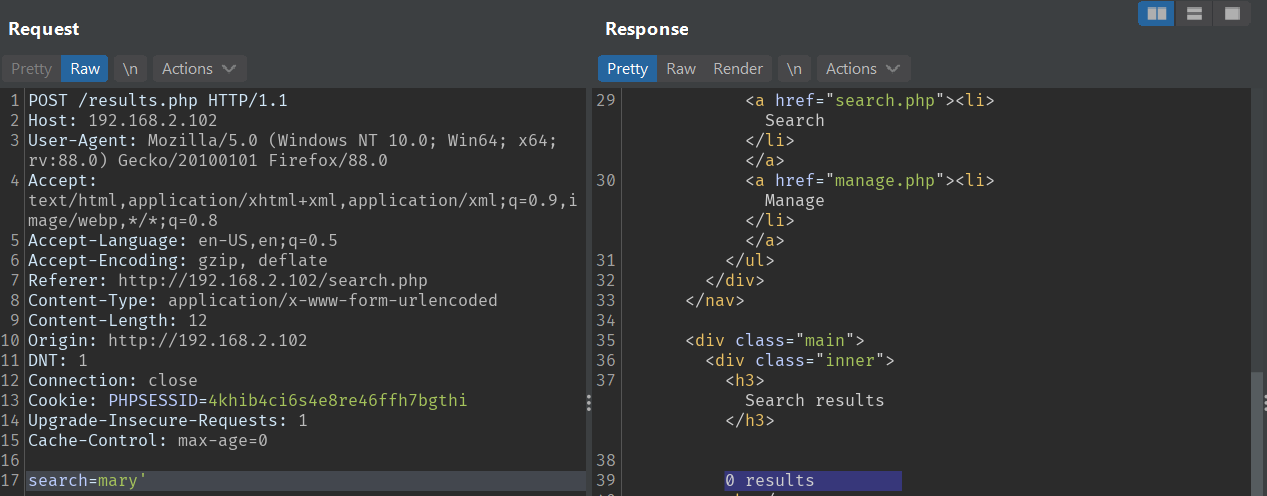 Request
Pretty Raw \n Actions
1 POST /results.php HTTP/1.1
2 Host: 192.168.2.102
3 User-Agent: Mozilla/5.0 (Windows NT 10.0; Win64; x64;
rv:88.0) Gecko/20100101 Firefox/88.0
4 Accept:
text/html,application/xhtml+xml,application/xml;q=0.9,i
mage/webp,*/*;q=0.8
5 Accept-Language: en-US,en;q=0.5
6 Accept-Encoding: gzip, deflate
7 Referer: http://192.168.2.102/search.php
8 Content-Type: application/x-www-form-urlencoded
9 Content-Length: 12
10 Origin: http://192.168.2.102
11 DNT: 1
12 Connection: close
13 Cookie: PHPSESSID=4khib4ci6s4e8re46ffh7bgthi
14 Upgrade-Insecure-Requests: 1
15 Cache-Control: max-age=0
16
17 search=mary'
Response
Pretty Raw Render \n Actions
29 <a href="search.php"><li>
Search
</li>
</a>
30 <a href="manage.php"><li>
Manage
</li>
</a>
31 </ul>
32 </div>
33 </nav>
34
35 <div class="main">
36 <div class="inner">
37 <h3>
Search results
</h3>
38
39 0 results